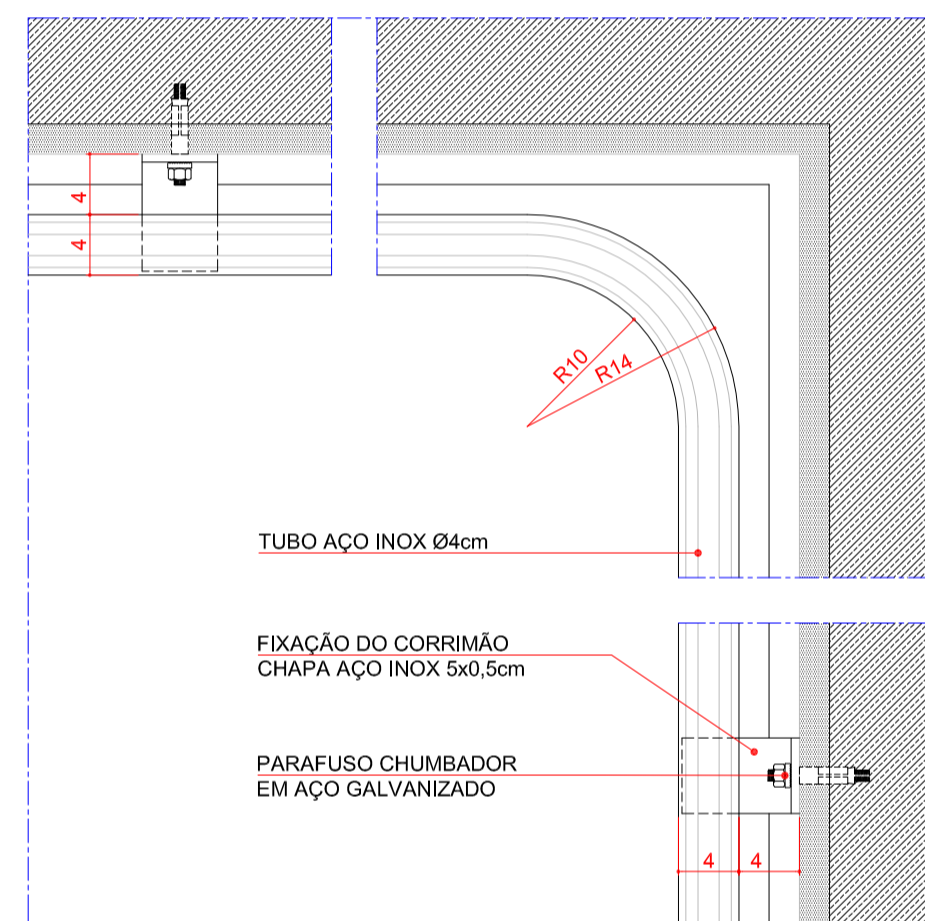 4
4
R10
R14
TUBO AÇO INOX Ø4cm
FIXAÇÃO DO CORRIMÃO
CHAPA AÇO INOX 5x0,5cm
PARAFUSO CHUMBADOR
EM AÇO GALVANIZADO
4 4